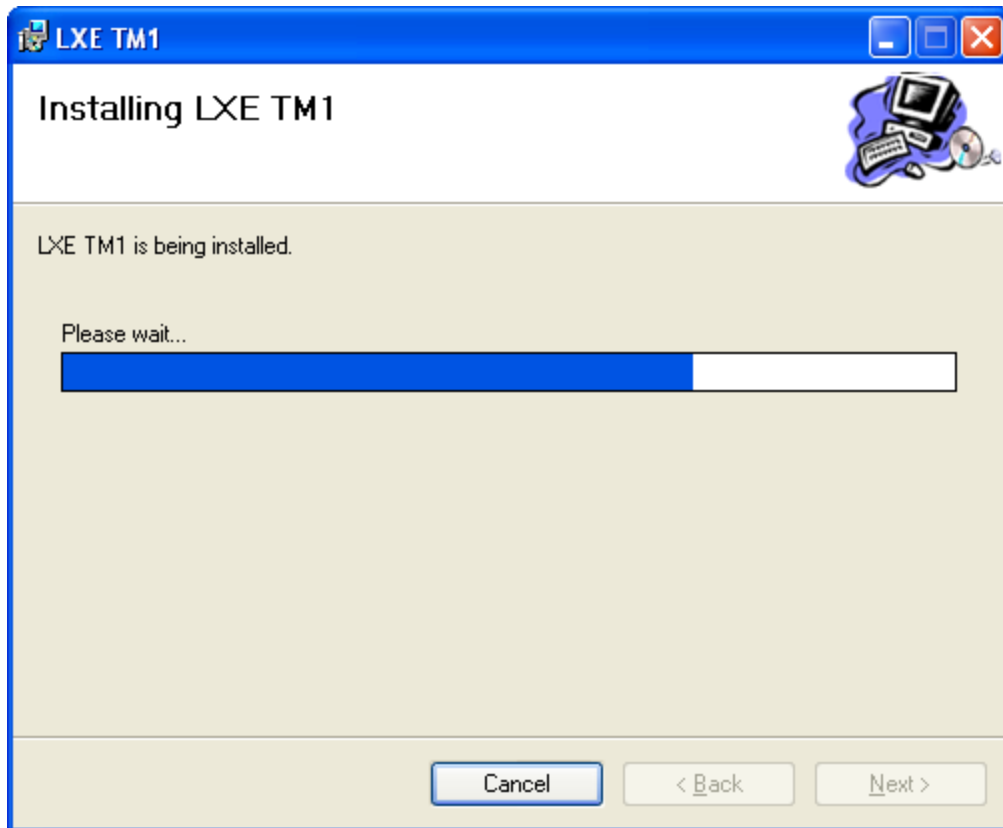 LXE TM1
Installing LXE TM1
LXE TM1 is being installed.
Please wait...
Cancel
< Back
Next >